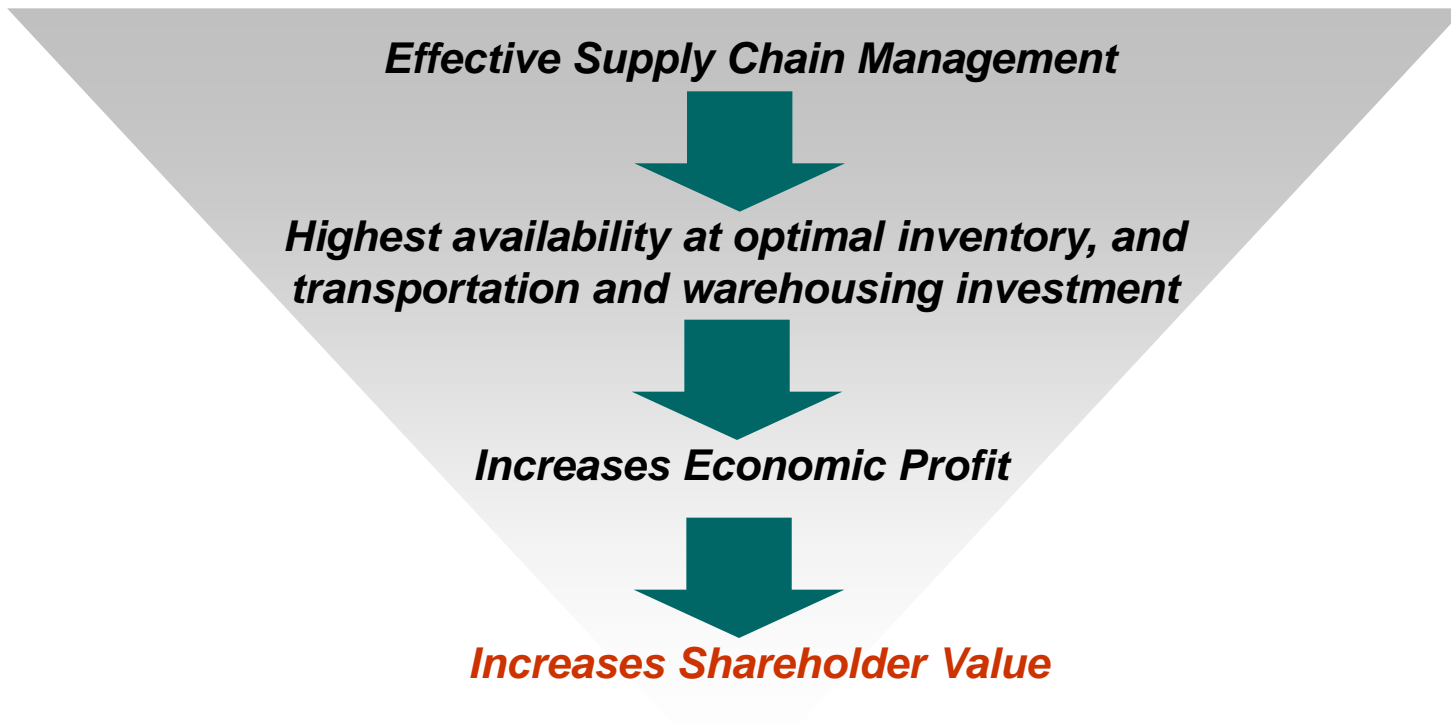 Effective Supply Chain Management
Highest availability at optimal inventory, and
transportation and warehousing investment
Increases Economic Profit
Increases Shareholder Value